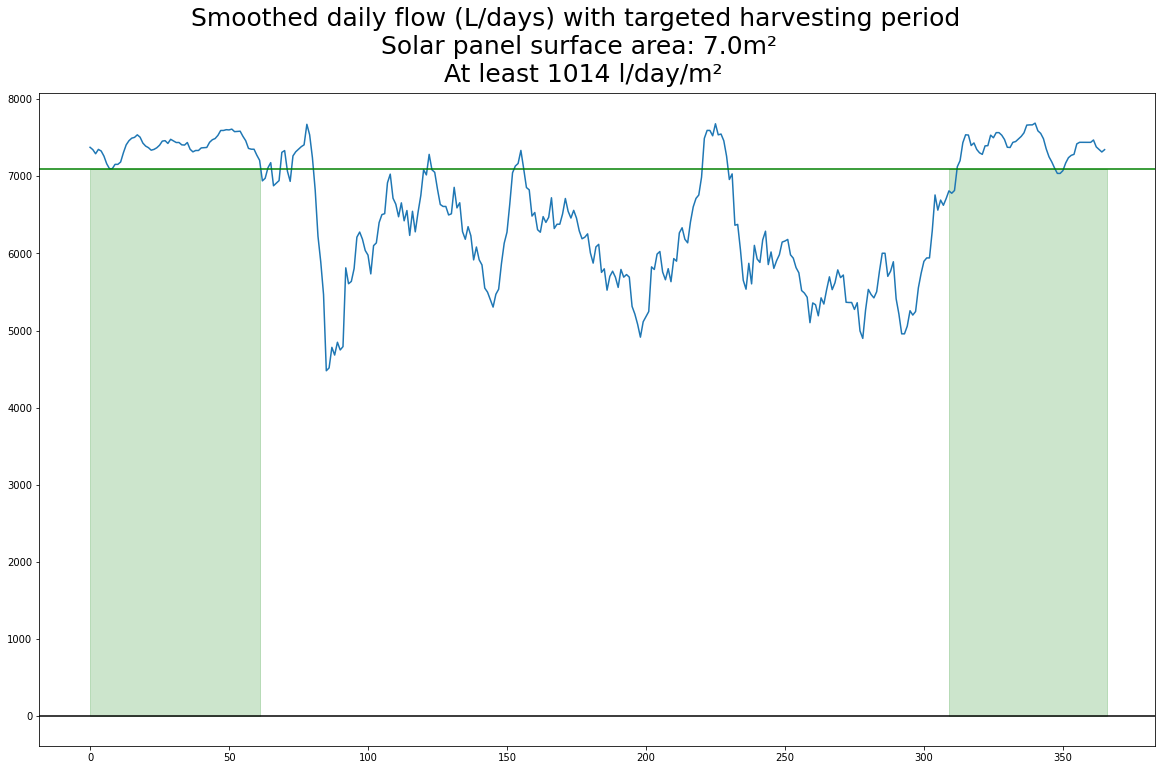 Smoothed daily flow (L/days) with targeted harvesting period
Solar panel surface area: 7.0m²
At least 1014 l/day/m²
8000
7000
6000
5000
4000
3000
2000
1000
0
0 50 100 150 200 250 300 350